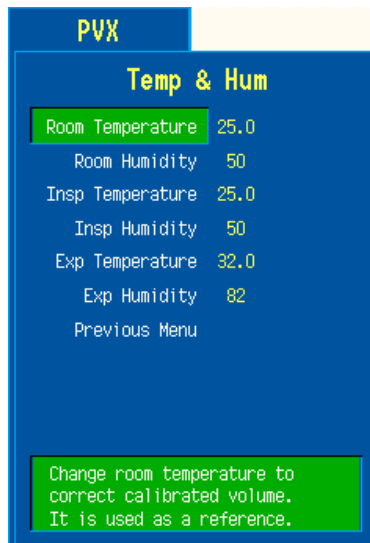 PVX
Temp & Hum
Room Temperature 25.0
Room Humidity 50
Insp Temperature 25.0
Insp Humidity 50
Exp Temperature 32.0
Exp Humidity 82
Previous Menu
Change room temperature to
correct calibrated volume.
It is used as a reference.